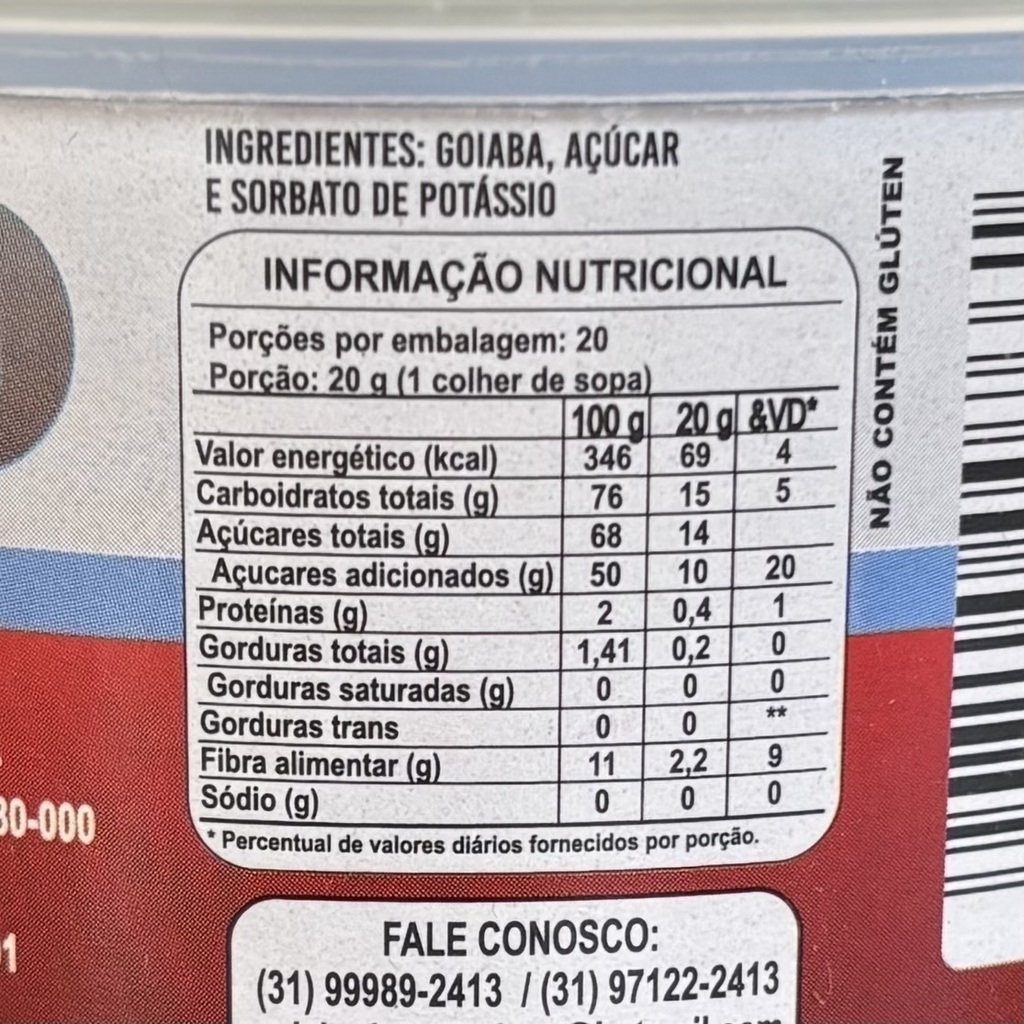 INGREDIENTES: GOIABA, AÇÚCAR
E SORBATO DE POTÁSSIO
INFORMAÇÃO NUTRICIONAL
Porções por embalagem: 20
Porção: 20 g (1 colher de sopa)
100 g 20 g &VD*
Valor energético (kcal) 346 69 4
Carboidratos totais (g) 76 15 5
Açúcares totais (g) 68 14
Açucares adicionados (g) 50 10 20
Proteínas (g) 2 0,4 1
Gorduras totais (g) 1,41 0,2 0
Gorduras saturadas (g) 0 0 0
Gorduras trans 0 0 **
Fibra alimentar (g) 11 2,2 9
Sódio (g) 0 0 0
* Percentual de valores diários fornecidos por porção.
NÃO CONTÉM GLÚTEN
30-000
FALE CONOSCO:
(31) 99989-2413 / (31) 97122-2413